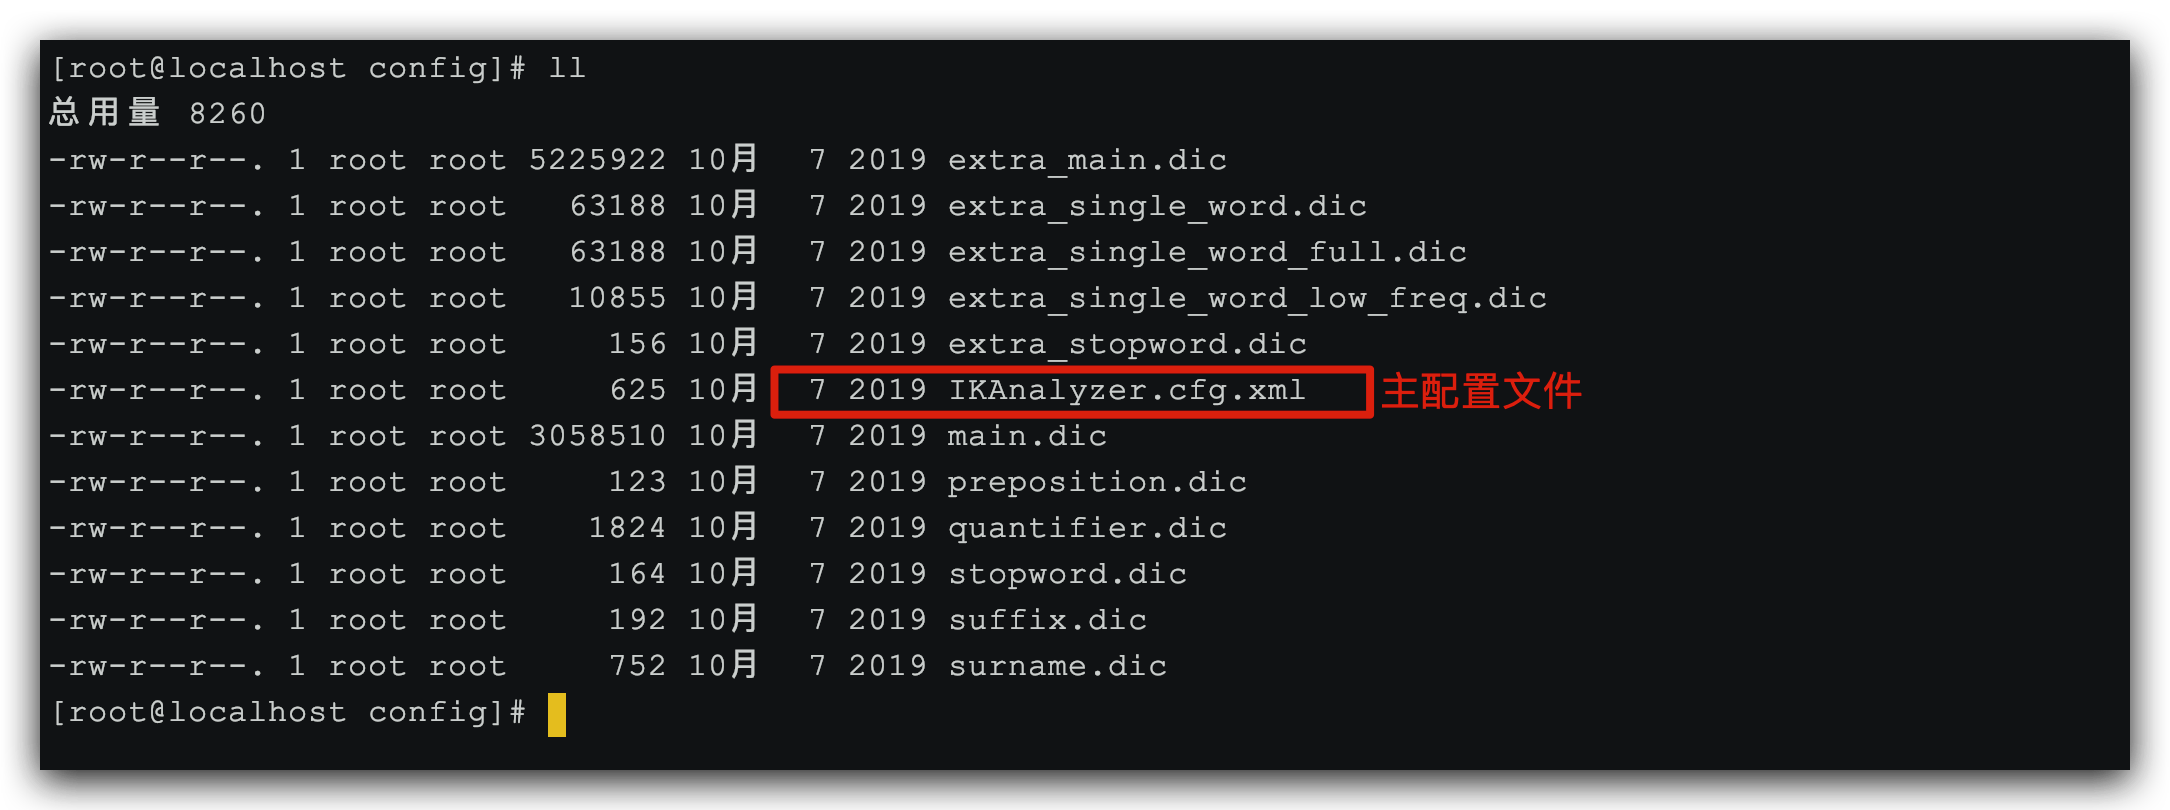 [root@localhost config]# ll
总用量 8260
-rw-r--r--. 1 root root 5225922 10月  7 2019 extra_main.dic
-rw-r--r--. 1 root root   63188 10月  7 2019 extra_single_word.dic
-rw-r--r--. 1 root root   63188 10月  7 2019 extra_single_word_full.dic
-rw-r--r--. 1 root root   10855 10月  7 2019 extra_single_word_low_freq.dic
-rw-r--r--. 1 root root     156 10月  7 2019 extra_stopword.dic
-rw-r--r--. 1 root root     625 10月  7 2019 IKAnalyzer.cfg.xml 主配置文件
-rw-r--r--. 1 root root 3058510 10月  7 2019 main.dic
-rw-r--r--. 1 root root     123 10月  7 2019 preposition.dic
-rw-r--r--. 1 root root    1824 10月  7 2019 quantifier.dic
-rw-r--r--. 1 root root     164 10月  7 2019 stopword.dic
-rw-r--r--. 1 root root     192 10月  7 2019 suffix.dic
-rw-r--r--. 1 root root     752 10月  7 2019 surname.dic
[root@localhost config]#